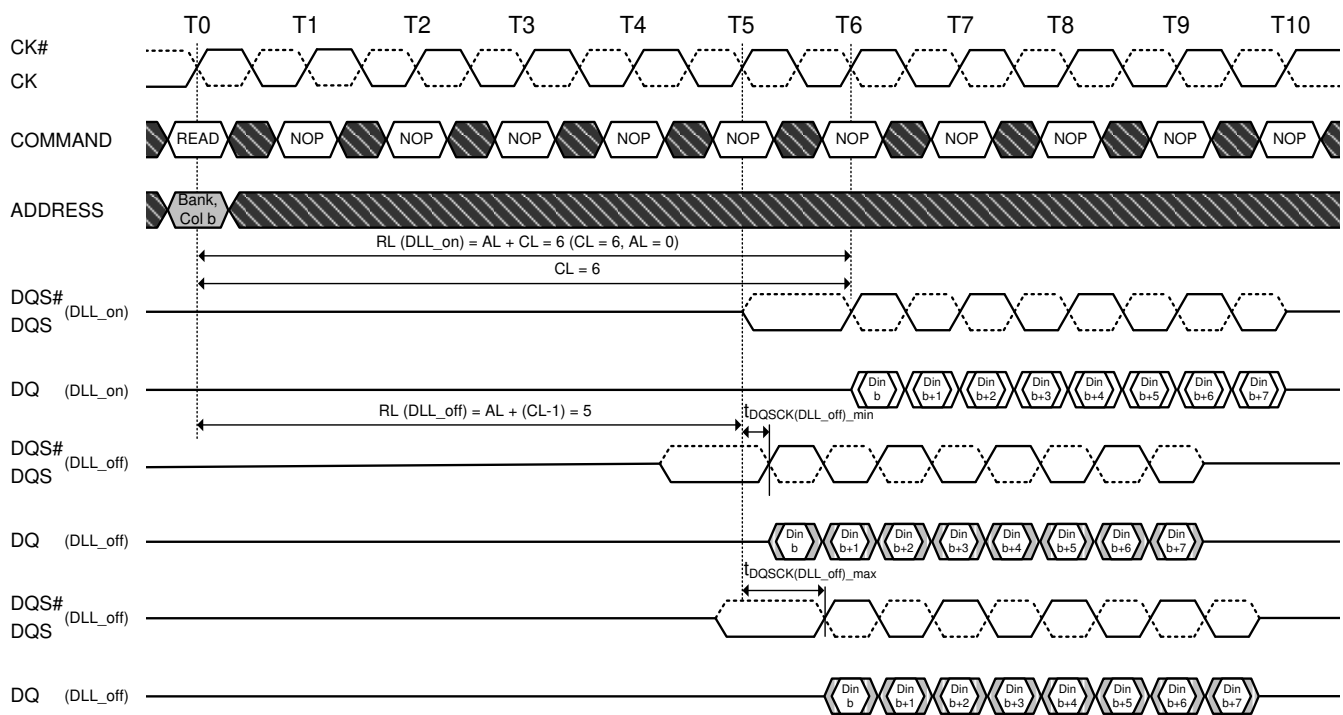 T0 T1 T2 T3 T4 T5 T6 T7 T8 T9 T10
CK#
CK
COMMAND READ NOP NOP NOP NOP NOP NOP NOP NOP NOP NOP
ADDRESS Bank, Col b
RL (DLL_on) = AL + CL = 6 (CL = 6, AL = 0)
CL = 6
DQS# (DLL_on)
DQS
DQ (DLL_on) Din b Din b+1 Din b+2 Din b+3 Din b+4 Din b+5 Din b+6 Din b+7
RL (DLL_off) = AL + (CL-1) = 5 tDQSCK(DLL_off)_min
DQS# (DLL_off)
DQS
DQ (DLL_off) Din b Din b+1 Din b+2 Din b+3 Din b+4 Din b+5 Din b+6 Din b+7
tDQSCK(DLL_off)_max
DQS# (DLL_off)
DQS
DQ (DLL_off) Din b Din b+1 Din b+2 Din b+3 Din b+4 Din b+5 Din b+6 Din b+7